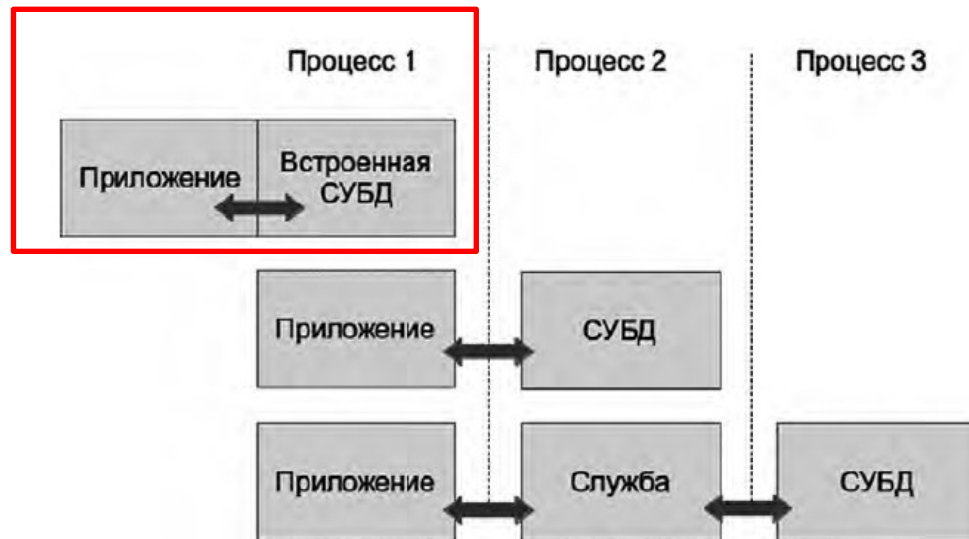 Процесс 1 Процесс 2 Процесс 3
Приложение Встроенная
СУБД
Приложение СУБД
Приложение Служба СУБД